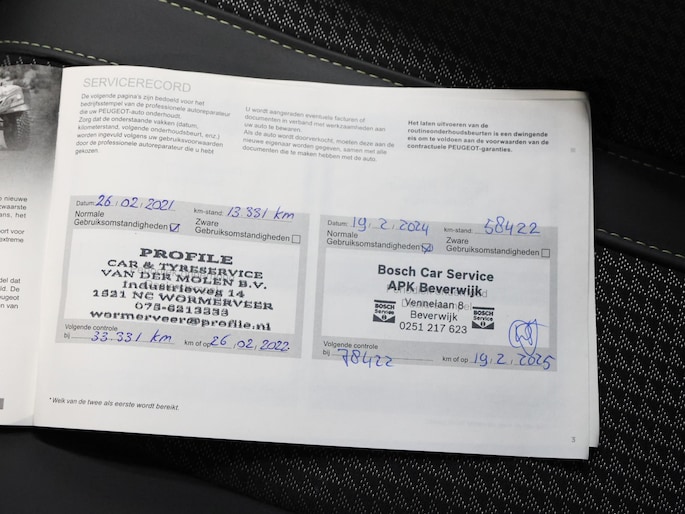 SERVICERECORD
De volgende pagina's zijn bedoeld voor het
bedrijfsstempel van de professionele autoreparateur
die uw PEUGEOT-auto onderhoudt.
Zorg dat de onderstaande vakken (datum,
kilometerstand, volgende onderhoudsbeurt, enz.)
worden ingevuld volgens uw gebruiksvoorwaarden
door de professionele autoreparateur die u hebt
gekozen.
U wordt aangeraden eventuele facturen of
documenten in verband met werkzaamheden aan
uw auto te bewaren.
Als de auto wordt doorverkocht, moeten deze aan de
nieuwe eigenaar worden gegeven, samen met alle
documenten die te maken hebben met de auto.
Het laten uitvoeren van de
routineonderhoudsbeurten is een dwingende
eis om te voldoen aan de voorwaarden van de
contractuele PEUGEOT-garanties.
Datum: 26/02/2021 km-stand: 13.331 km
Normale Gebruiksomstandigheden
Zware Gebruiksomstandigheden
PROFILE
CAR & TYRESERVICE
VAN DER MOLEN B.V.
Industrieweg 14
1521 NC WORMERVEER
075-6213333
wormerveer@profile.nl
Volgende controle
bij 33.331 km km of op 26/02/2022
Datum: 19/2/2024 km-stand: 58422
Normale Gebruiksomstandigheden
Zware Gebruiksomstandigheden
Bosch Car Service
APK Beverwijk
Vennelaan 8
Beverwijk
0251 217 623
BOSCH
Service
BOSCH
Service
Volgende controle
bij 78422 km of op 19/2/2025
* Welk van de twee als eerste wordt bereikt.
3